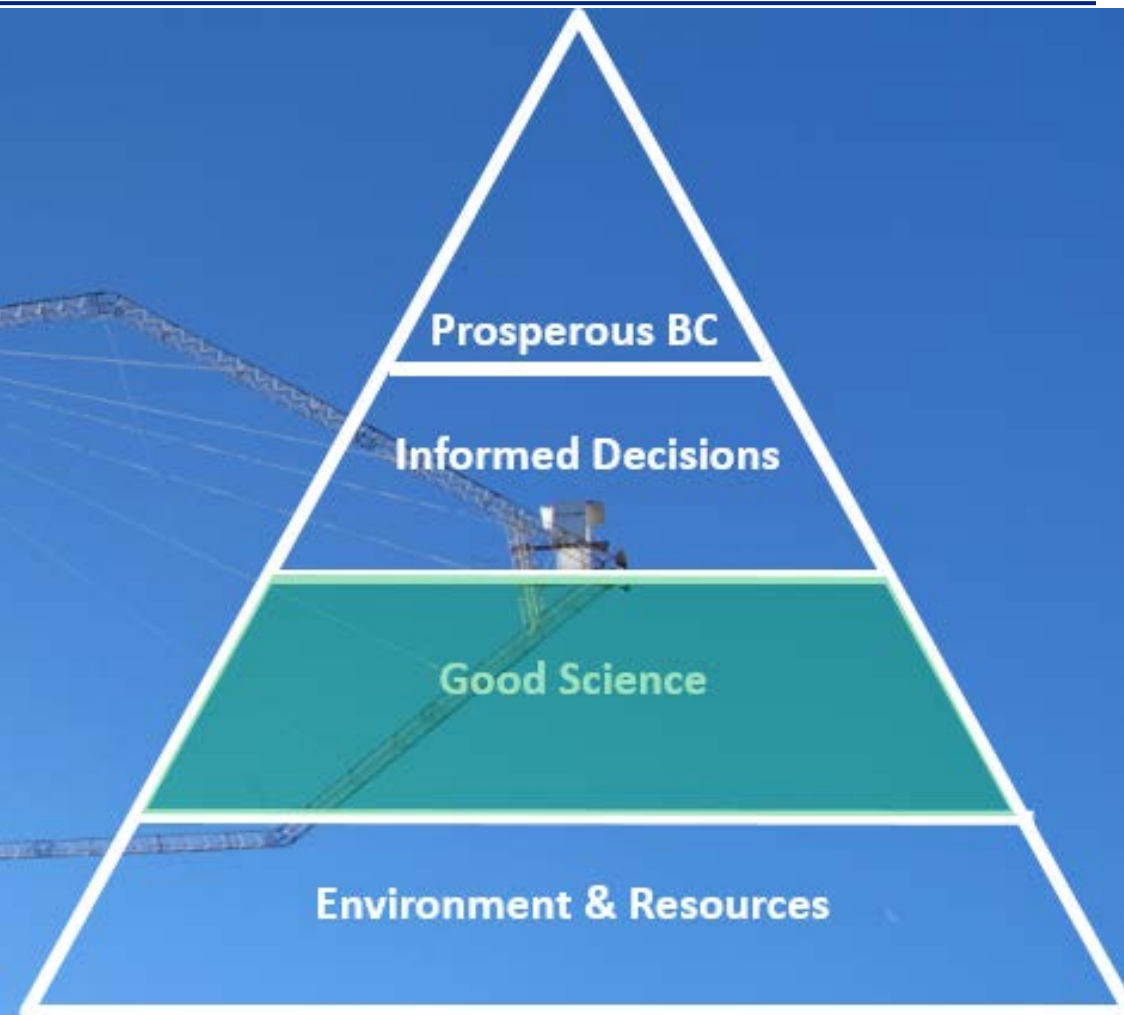 Prosperous BC
Informed Decisions
Good Science
Environment & Resources